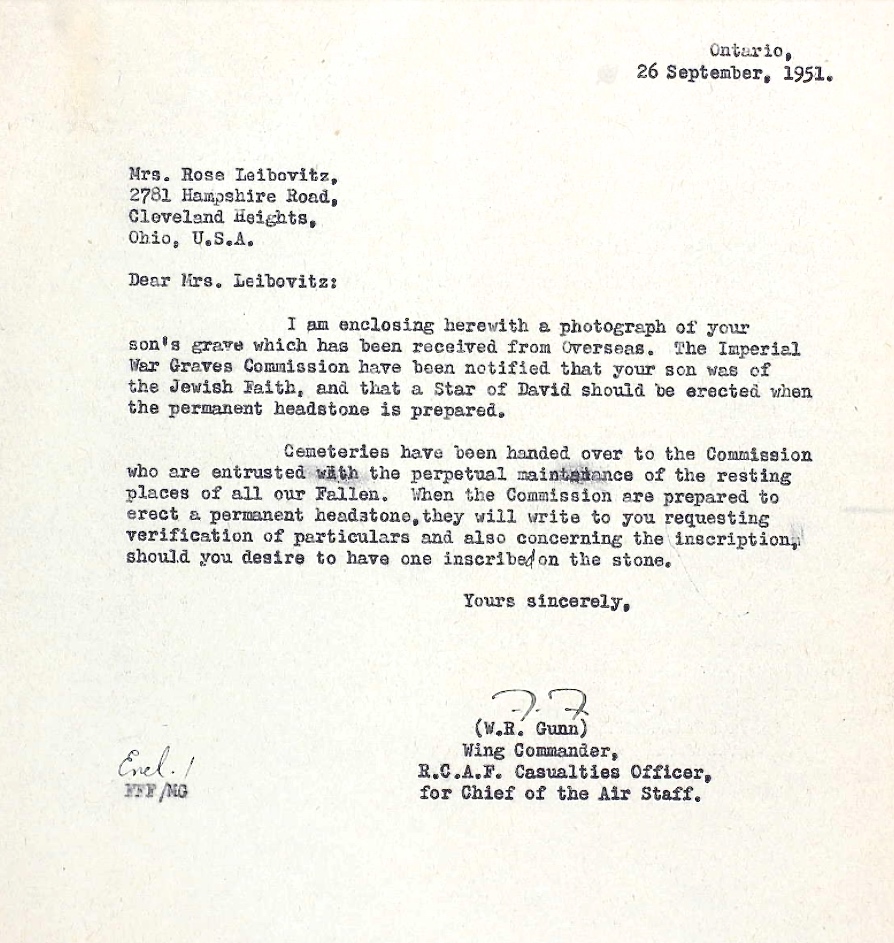 Ontario,
26 September, 1951.
Mrs. Rose Leibovitz,
2781 Hampshire Road,
Cleveland Heights,
Ohio, U.S.A.
Dear Mrs. Leibovitz:
I am enclosing herewith a photograph of your
son's grave which has been received from Overseas. The Imperial
War Graves Commission have been notified that your son was of
the Jewish Faith, and that a Star of David should be erected when
the permanent headstone is prepared.
Cemeteries have been handed over to the Commission
who are entrusted with the perpetual maintenance of the resting
places of all our Fallen. When the Commission are prepared to
erect a permanent headstone,they will write to you requesting
verification of particulars and also concerning the inscription,
should you desire to have one inscribed on the stone.
Yours sincerely,
(W.R. Gunn)
Wing Commander,
R.C.A.F. Casualties Officer,
for Chief of the Air Staff.
Encl. 1
FFF/MG